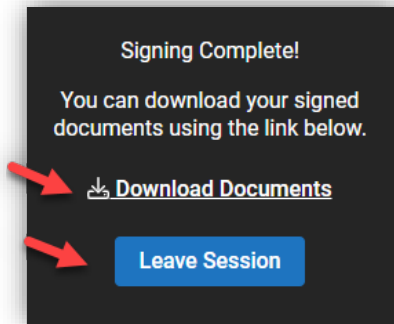 Signing Complete!
You can download your signed
documents using the link below.
Download Documents
Leave Session